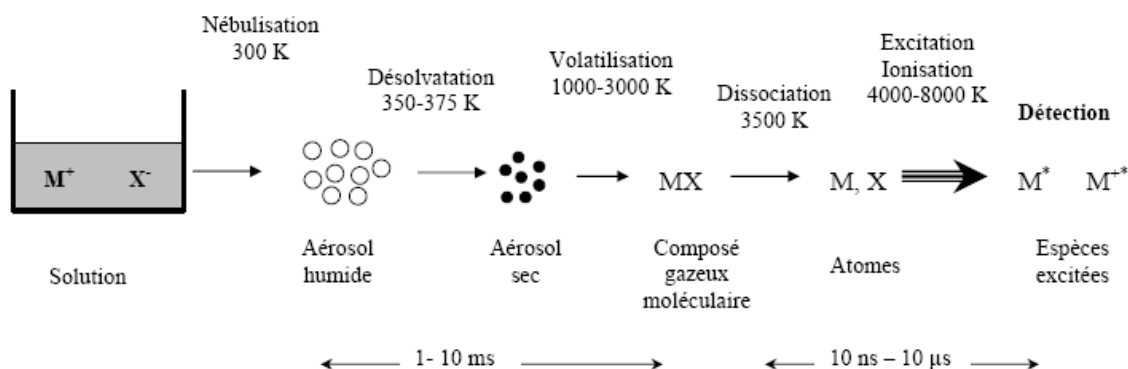 Nébulisation
300 K
Désolvatation
350-375 K
Volatilisation
1000-3000 K
Dissociation
3500 K
Excitation
Ionisation
4000-8000 K
Détection
M+ X-
MX
M, X
M* M+*
Solution
Aérosol
humide
Aérosol
sec
Composé
gazeux
moléculaire
Atomes
Espèces
excitées
1- 10 ms
10 ns – 10 µs